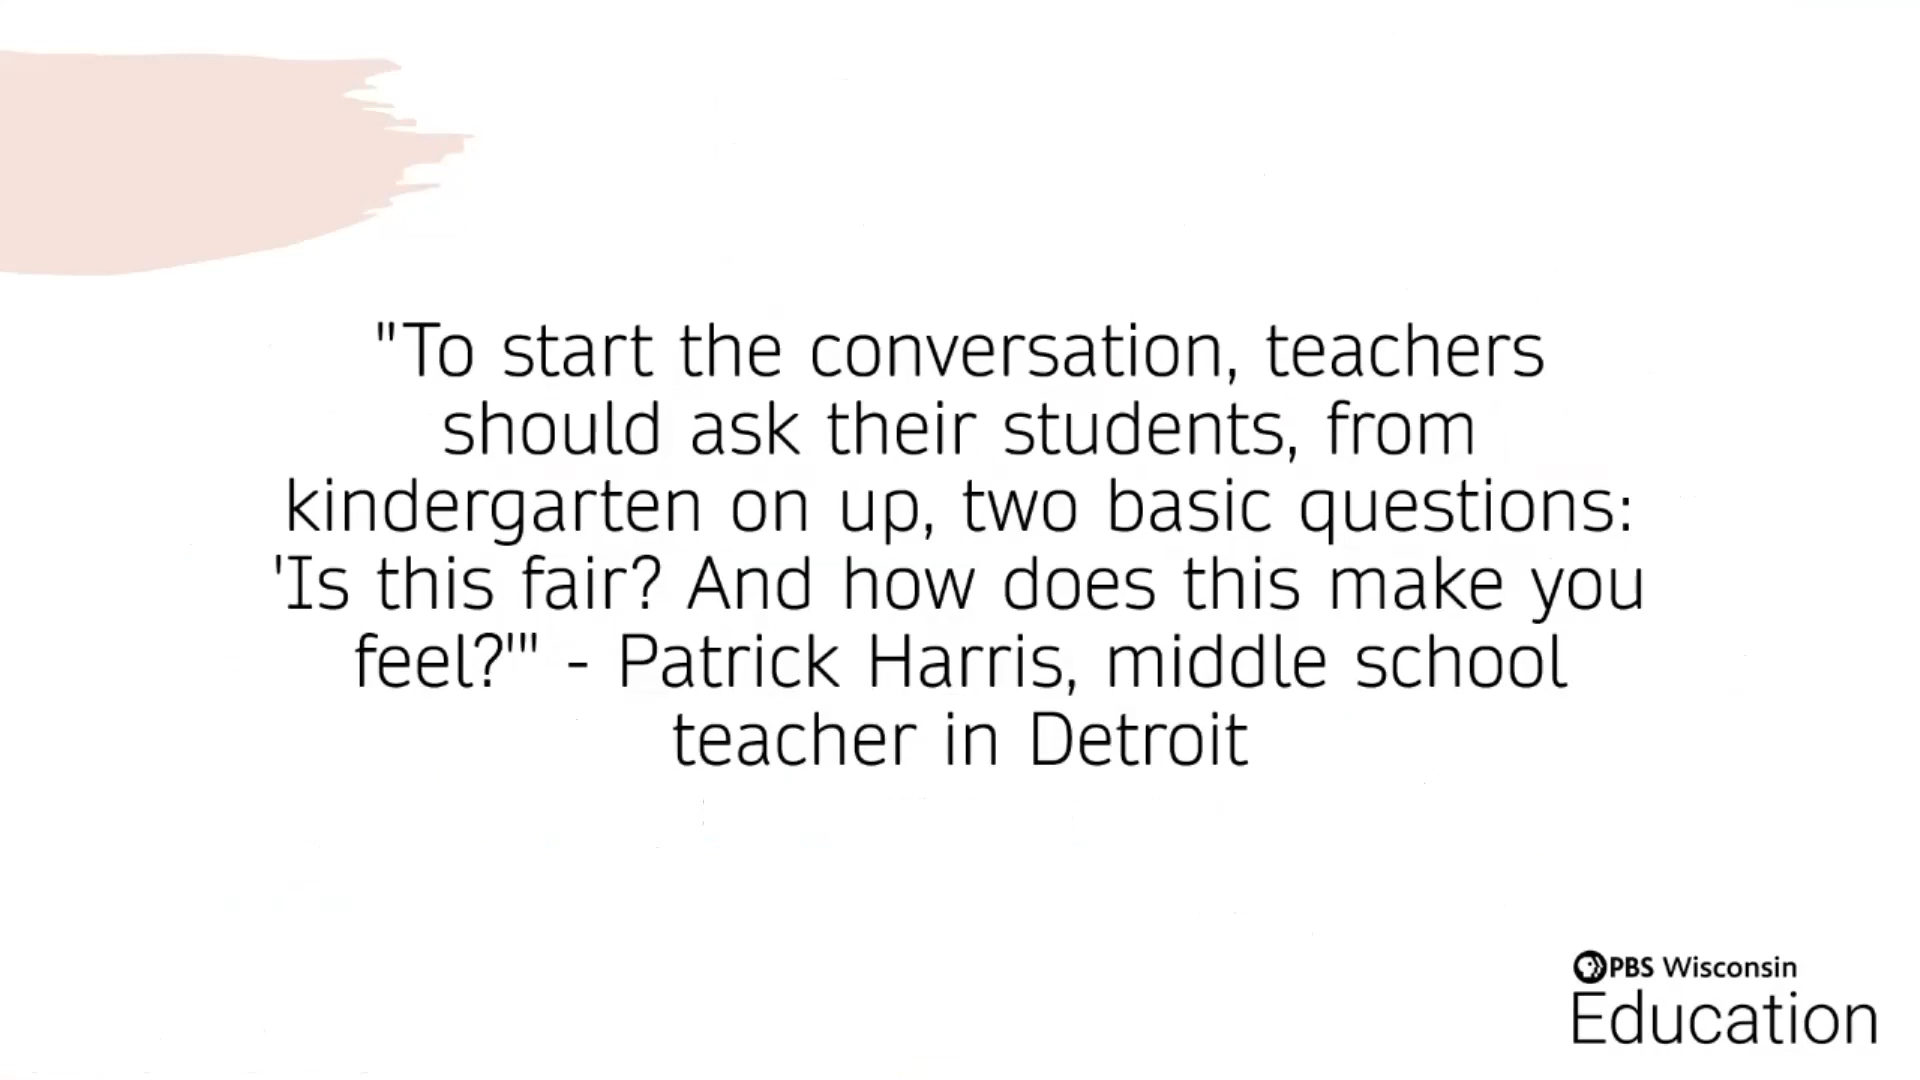 "To start the conversation, teachers
should ask their students, from
kindergarten on up, two basic questions:
'Is this fair? And how does this make you
feel?'" - Patrick Harris, middle school
teacher in Detroit
PBS Wisconsin
Education